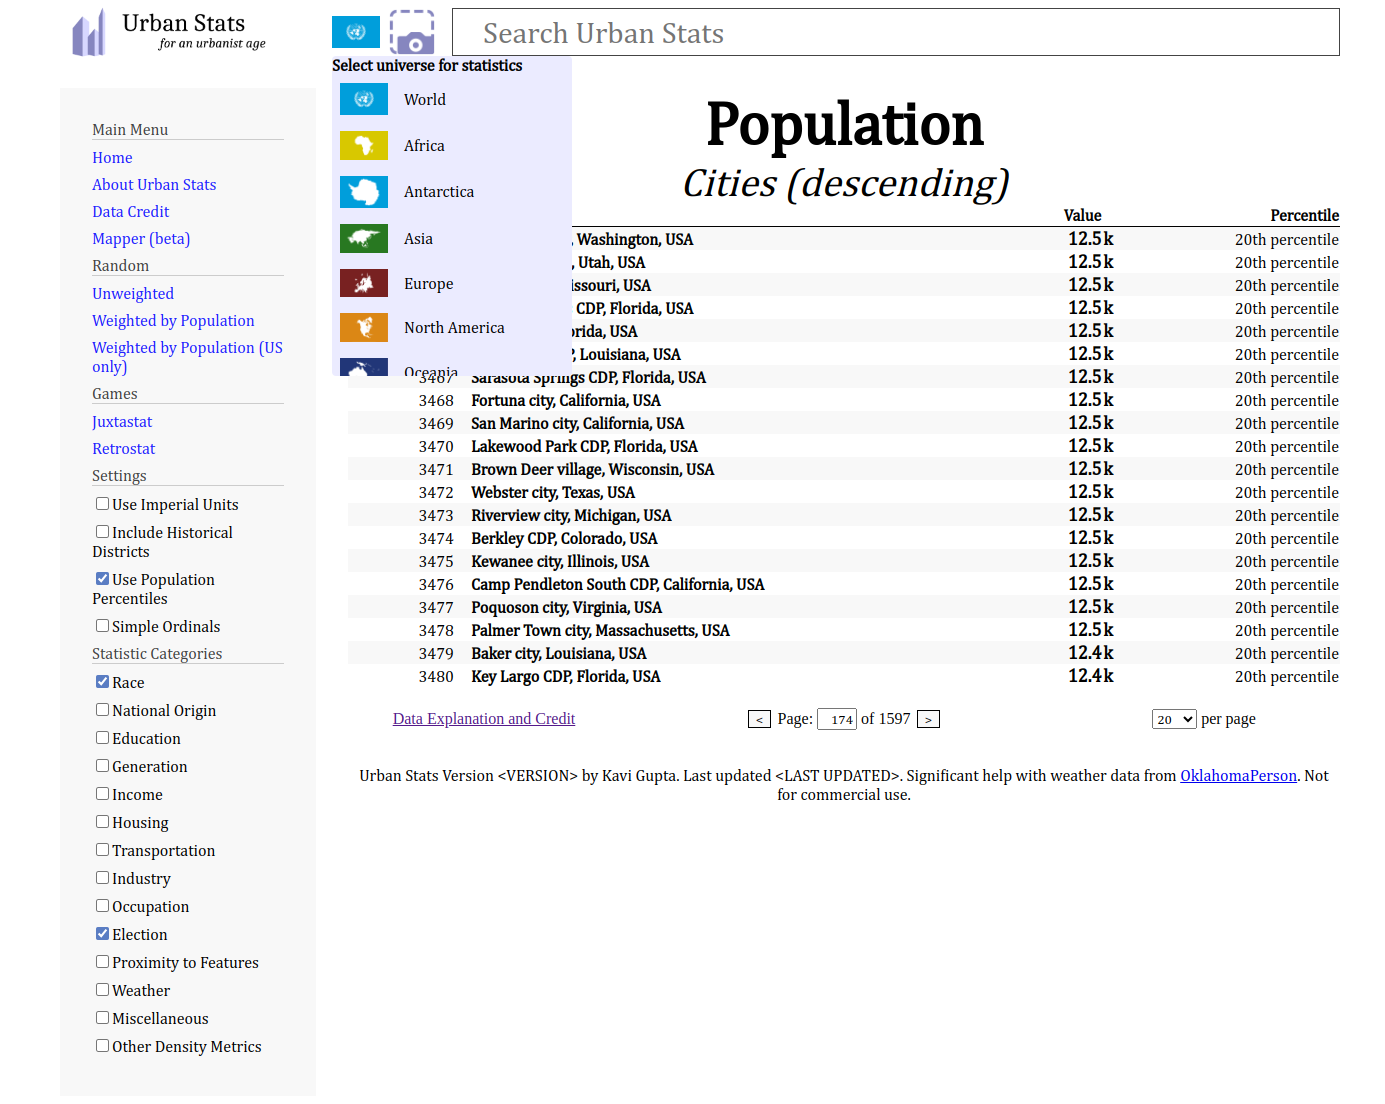 Urban Stats
for an urbanist age
Search Urban Stats
Select universe for statistics
World
Africa
Antarctica
Asia
Europe
North America
Oceania
Main Menu
Home
About Urban Stats
Data Credit
Mapper (beta)
Random
Unweighted
Weighted by Population
Weighted by Population (US
only)
Games
Juxtastat
Retrostat
Settings
Use Imperial Units
Include Historical
Districts
Use Population
Percentiles
Simple Ordinals
Statistic Categories
Race
National Origin
Education
Generation
Income
Housing
Transportation
Industry
Occupation
Election
Proximity to Features
Weather
Miscellaneous
Other Density Metrics
Population
Cities (descending)
Value Percentile
, Washington, USA 12.5k 20th percentile
, Utah, USA 12.5k 20th percentile
USA 12.5k 20th percentile
CDP, Florida, USA 12.5k 20th percentile
USA 12.5k 20th percentile
, Louisiana, USA 12.5k 20th percentile
3467 Sarasota Springs CDP, Florida, USA 12.5k 20th percentile
3468 Fortuna city, California, USA 12.5k 20th percentile
3469 San Marino city, California, USA 12.5k 20th percentile
3470 Lakewood Park CDP, Florida, USA 12.5k 20th percentile
3471 Brown Deer village, Wisconsin, USA 12.5k 20th percentile
3472 Webster city, Texas, USA 12.5k 20th percentile
3473 Riverview city, Michigan, USA 12.5k 20th percentile
3474 Berkley CDP, Colorado, USA 12.5k 20th percentile
3475 Kewanee city, Illinois, USA 12.5k 20th percentile
3476 Camp Pendleton South CDP, California, USA 12.5k 20th percentile
3477 Poquoson city, Virginia, USA 12.5k 20th percentile
3478 Palmer Town city, Massachusetts, USA 12.5k 20th percentile
3479 Baker city, Louisiana, USA 12.4k 20th percentile
3480 Key Largo CDP, Florida, USA 12.4k 20th percentile
Data Explanation and Credit < Page: 174 of 1597 > 20 per page
Urban Stats Version <VERSION> by Kavi Gupta. Last updated <LAST UPDATED>. Significant help with weather data from OklahomaPerson. Not
for commercial use.